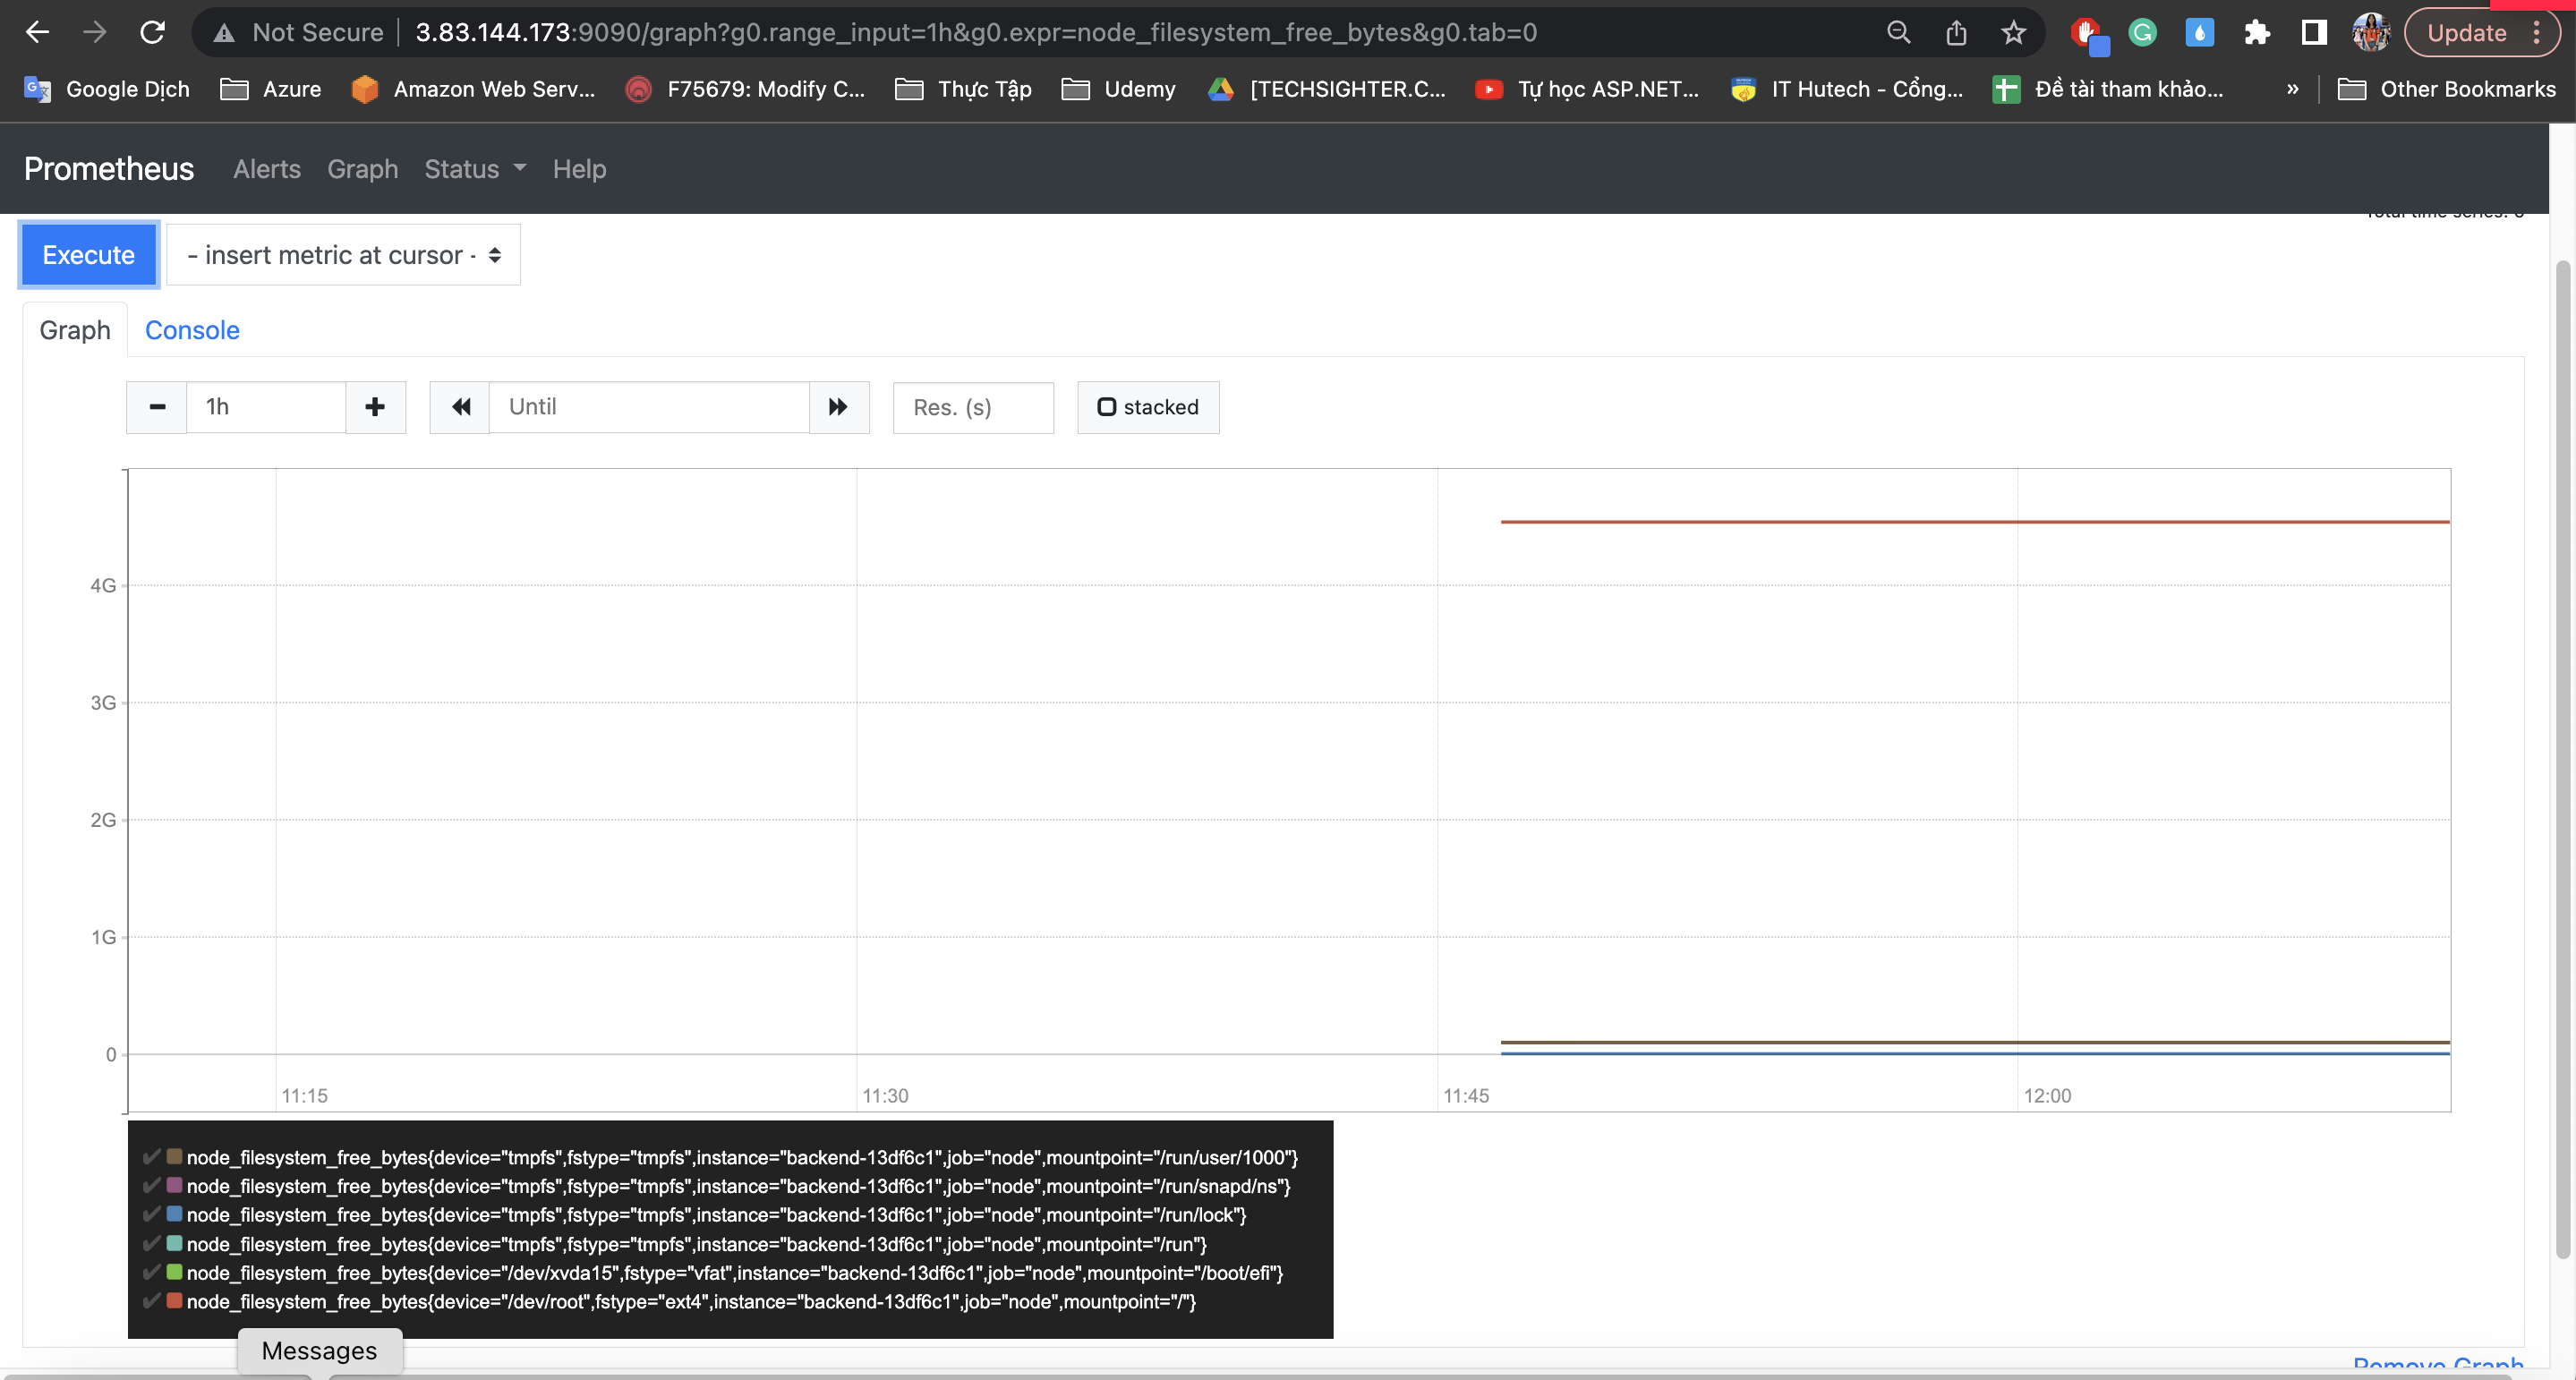 Not Secure 3.83.144.173:9090/graph?g0.range_input=1h&g0.expr=node_filesystem_free_bytes&g0.tab=0 Update
Google Dịch Azure Amazon Web Serv... F75679: Modify C... Thực Tập Udemy [TECHSIGHTER.C... Tự học ASP.NET... IT Hutech - Cổng... Đề tài tham khảo... » Other Bookmarks
Prometheus Alerts Graph Status Help
Execute - insert metric at cursor -
Graph Console
1h Until Res. (s) stacked
4G
3G
2G
1G
0
11:15 11:30 11:45 12:00
node_filesystem_free_bytes{device="tmpfs",fstype="tmpfs",instance="backend-13df6c1",job="node",mountpoint="/run/user/1000"}
node_filesystem_free_bytes{device="tmpfs",fstype="tmpfs",instance="backend-13df6c1",job="node",mountpoint="/run/snapd/ns"}
node_filesystem_free_bytes{device="tmpfs",fstype="tmpfs",instance="backend-13df6c1",job="node",mountpoint="/run/lock"}
node_filesystem_free_bytes{device="tmpfs",fstype="tmpfs",instance="backend-13df6c1",job="node",mountpoint="/run"}
node_filesystem_free_bytes{device="/dev/xvda15",fstype="vfat",instance="backend-13df6c1",job="node",mountpoint="/boot/efi"}
node_filesystem_free_bytes{device="/dev/root",fstype="ext4",instance="backend-13df6c1",job="node",mountpoint="/"}
Messages
Remove Graph